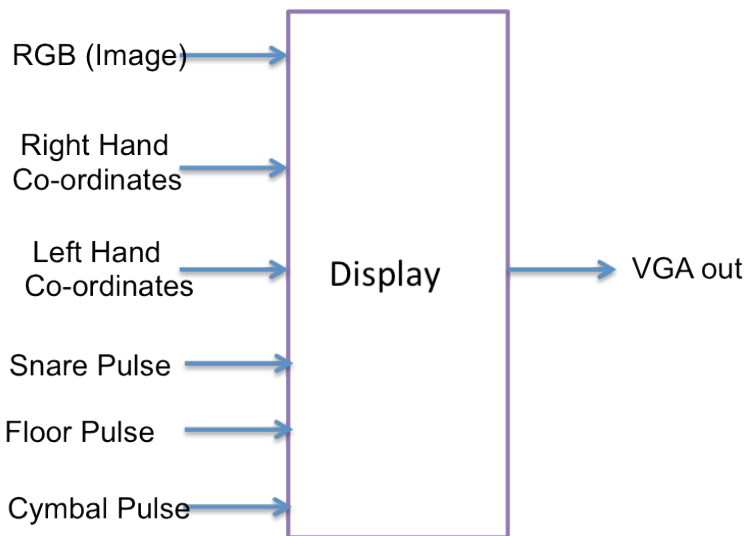 RGB (Image)
Right Hand
Co-ordinates
Left Hand
Co-ordinates
Snare Pulse
Floor Pulse
Cymbal Pulse
Display
VGA out